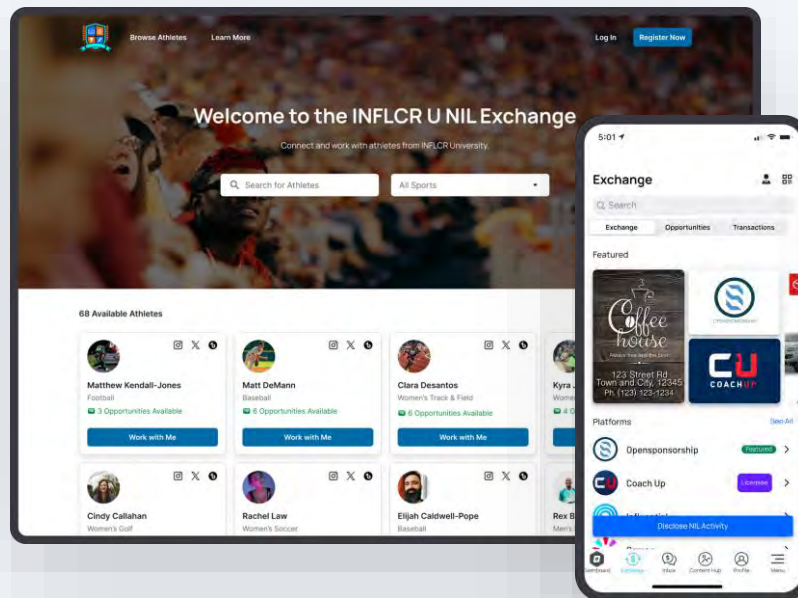 Browse Athletes
Learn More
Log In
Register Now
Welcome to the INFLCR U NIL Exchange
Connect and work with athletes from INFLCR University.
Search for Athletes
All Sports
68 Available Athletes
Matthew Kendall-Jones
Football
3 Opportunities Available
Work with Me
Matt DeMann
Baseball
6 Opportunities Available
Work with Me
Clara Desantos
Women's Track & Field
6 Opportunities Available
Work with Me
Kyra
Cindy Callahan
Women's Golf
Rachel Law
Women's Soccer
Elijah Caldwell-Pope
Baseball
Rex B
5:01
Exchange
Search
Exchange
Opportunities
Transactions
Featured
Coffee
house
123 Street Rd
Town and City, 12345
Ph. (123) 123-1234
OPENSPONSORSHIP
CU
COACHUP
Platforms
See All
Opensponsorship
Featured
CU
Coach Up
Licensee
Disclose NIL Activity
Dashboard
Exchange
Inbox
Content Hub
Profile
Menu